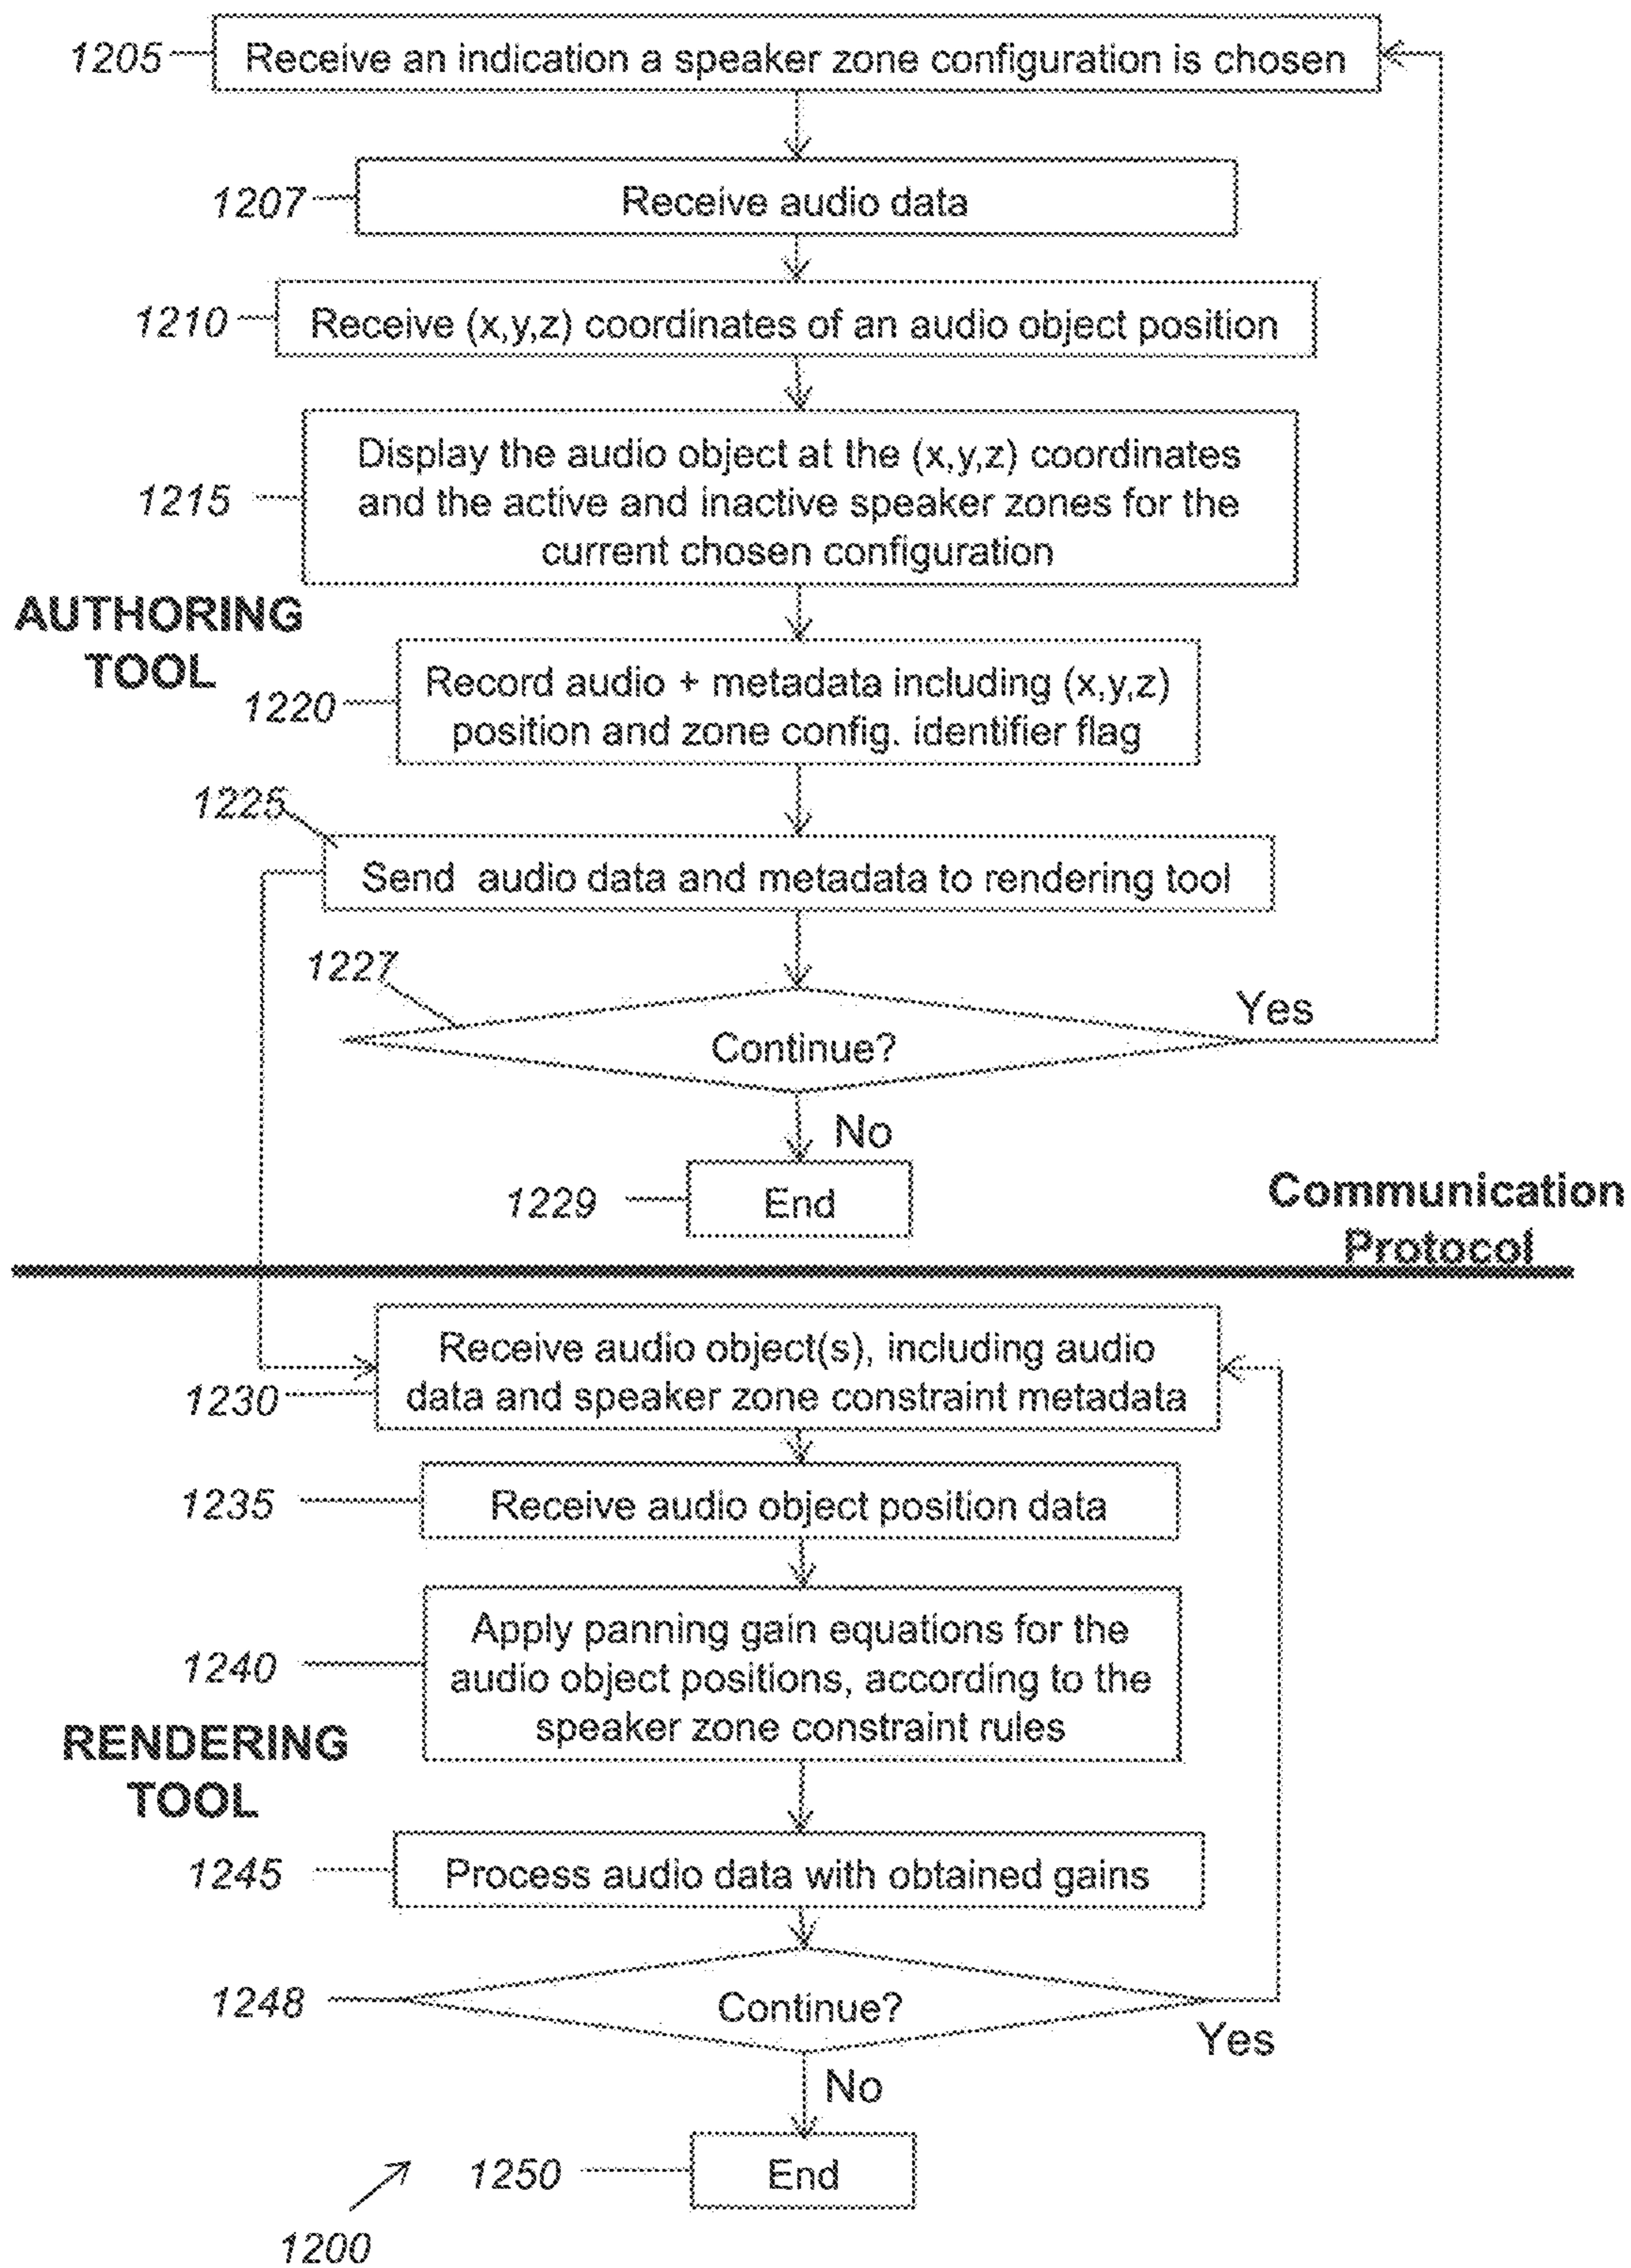 1205
Receive an indication a speaker zone configuration is chosen
1207
Receive audio data
1210
Receive (x,y,z) coordinates of an audio object position
1215
Display the audio object at the (x,y,z) coordinates
and the active and inactive speaker zones for the
current chosen configuration
AUTHORING
TOOL
1220
Record audio + metadata including (x,y,z)
position and zone config. identifier flag
1225
Send audio data and metadata to rendering tool
1227
Continue?
Yes
No
1229
End
Communication
Protocol
1230
Receive audio object(s), including audio
data and speaker zone constraint metadata
1235
Receive audio object position data
1240
Apply panning gain equations for the
audio object positions, according to the
speaker zone constraint rules
RENDERING
TOOL
1245
Process audio data with obtained gains
1248
Continue?
Yes
No
1250
End
1200